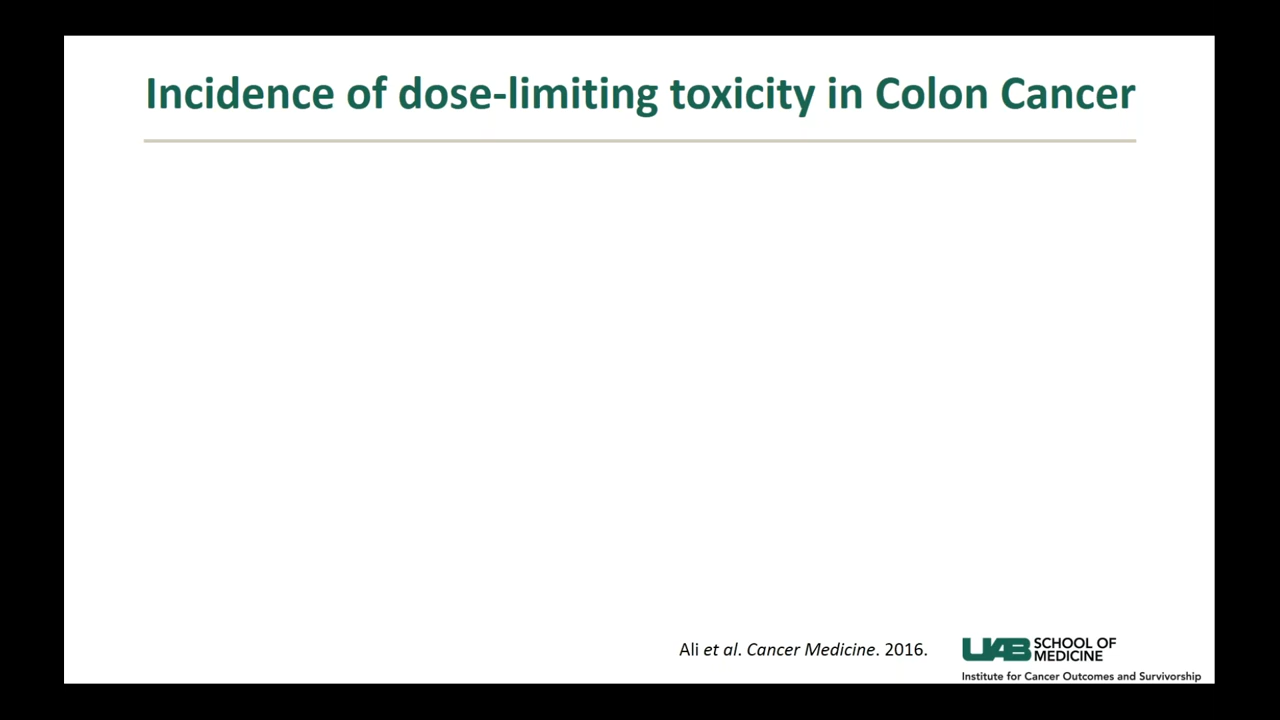 Incidence of dose-limiting toxicity in Colon Cancer
Ali et al. Cancer Medicine. 2016.
UAB SCHOOL OF
MEDICINE
Institute for Cancer Outcomes and Survivorship